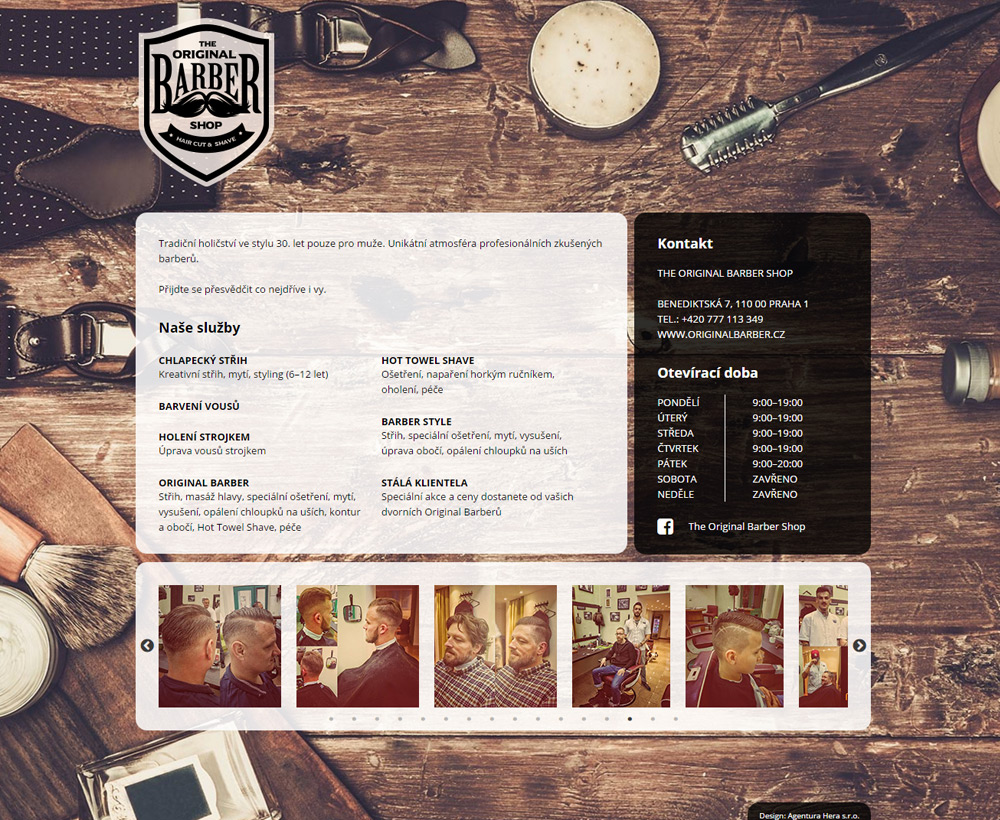 THE
ORIGINAL
BARBER
SHOP
HAIR CUT & SHAVE
Tradiční holičství ve stylu 30. let pouze pro muže. Unikátní atmosféra profesionálních zkušených
barberů.
Přijdte se přesvědčit co nejdříve i vy.
Naše služby
CHLAPECKÝ STŘIH
Kreativní střih, mytí, styling (6–12 let)
BARVENÍ VOUSŮ
HOLENÍ STROJKEM
Úprava vousů strojkem
ORIGINAL BARBER
Střih, masáž hlavy, speciální ošetření, mytí,
vysušení, opálení chloupků na uších, kontur
a obočí, Hot Towel Shave, péče
HOT TOWEL SHAVE
Ošetření, napaření horkým ručníkem,
oholení, péče
BARBER STYLE
Střih, speciální ošetření, mytí, vysušení,
úprava obočí, opálení chloupků na uších
STÁLÁ KLIENTELA
Speciální akce a ceny dostanete od vašich
dvorních Original Barberů
Kontakt
THE ORIGINAL BARBER SHOP
BENEDIKTSKÁ 7, 110 00 PRAHA 1
TEL.: +420 777 113 349
WWW.ORIGINALBARBER.CZ
Otevírací doba
PONDĚLÍ 9:00–19:00
ÚTERÝ 9:00–19:00
STŘEDA 9:00–19:00
ČTVRTEK 9:00–19:00
PÁTEK 9:00–20:00
SOBOTA ZAVŘENO
NEDĚLE ZAVŘENO
The Original Barber Shop
Design: Agentura Hera s.r.o.